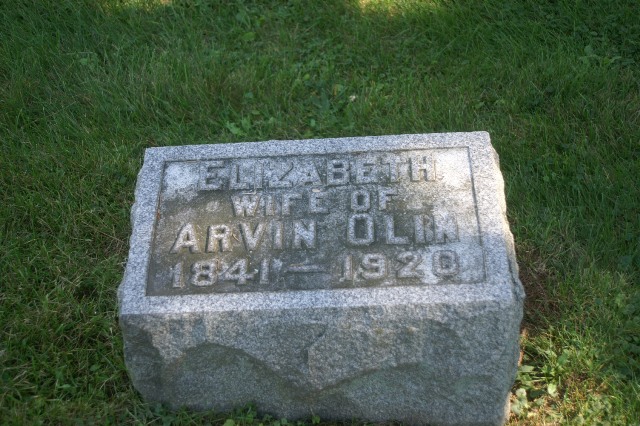 ELIZABETH
WIFE OF
ARVIN OLIN
1841 — 1920